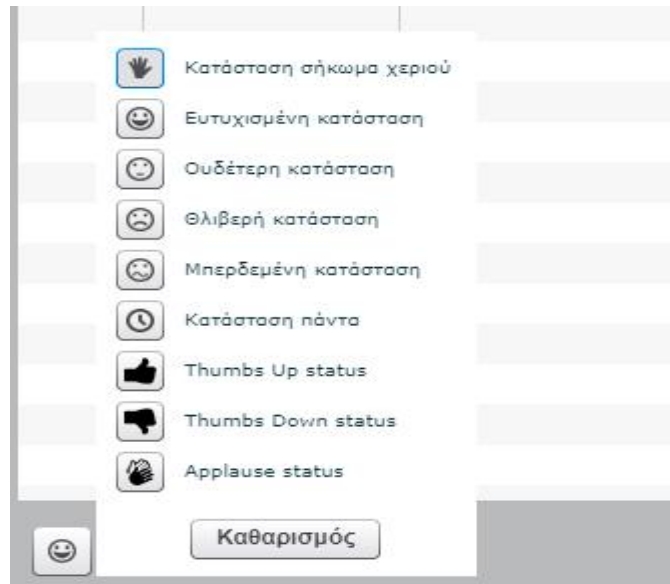 Κατάσταση σήκωμα χεριού
Ευτυχισμένη κατάσταση
Ουδέτερη κατάσταση
Θλιβερή κατάσταση
Μπερδεμένη κατάσταση
Κατάσταση πάντα
Thumbs Up status
Thumbs Down status
Applause status
Καθαρισμός